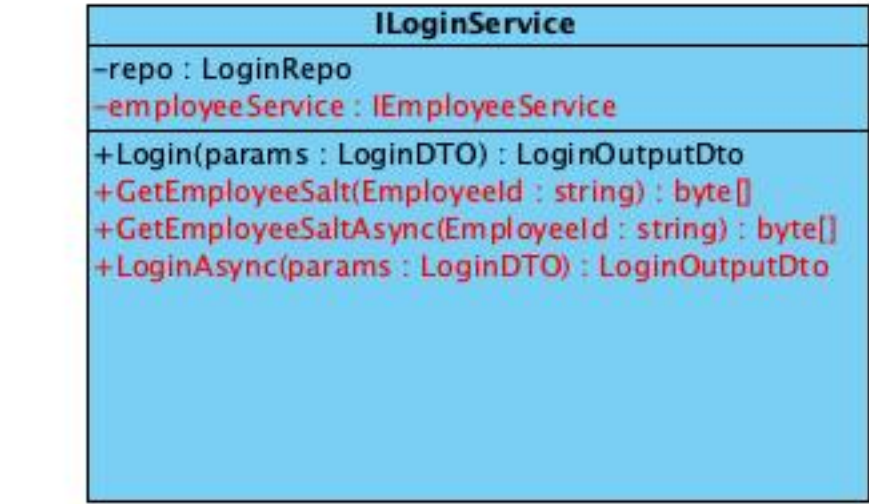 ILoginService
-repo : LoginRepo
-employeeService : IEmployeeService
+Login(params : LoginDTO) : LoginOutputDto
+GetEmployeeSalt(EmployeeId : string) : byte[]
+GetEmployeeSaltAsync(EmployeeId : string) : byte[]
+LoginAsync(params : LoginDTO) : LoginOutputDto